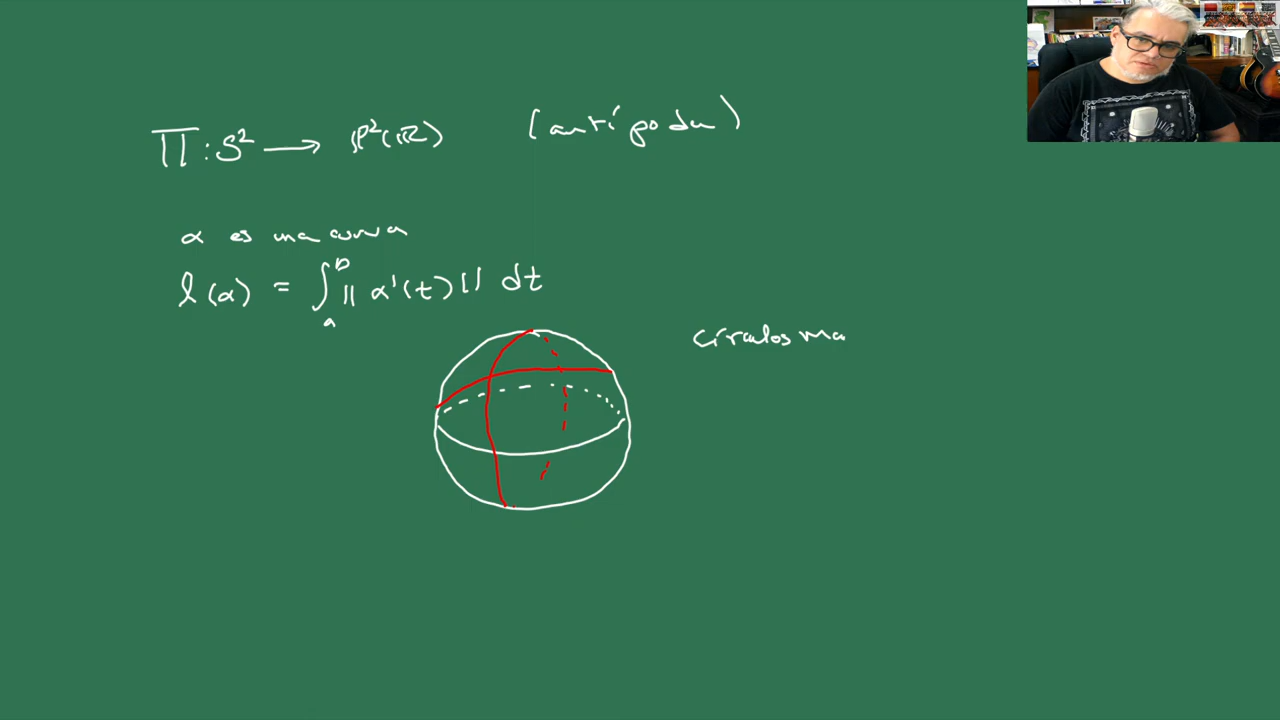 Π : S² → P²(ℝ) (antípoda)
α es una curva
l(α) = ∫ₐᵇ || α'(t) || dt
círculos ma